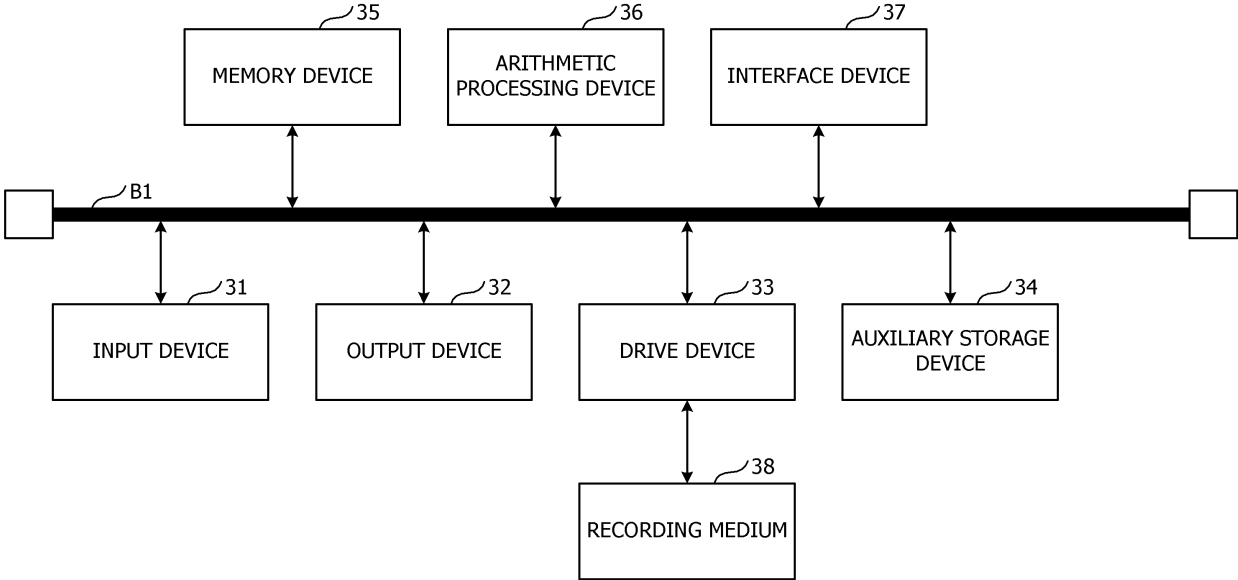 35
36
37
MEMORY DEVICE
ARITHMETIC
PROCESSING DEVICE
INTERFACE DEVICE
B1
31
32
33
34
INPUT DEVICE
OUTPUT DEVICE
DRIVE DEVICE
AUXILIARY STORAGE
DEVICE
38
RECORDING MEDIUM